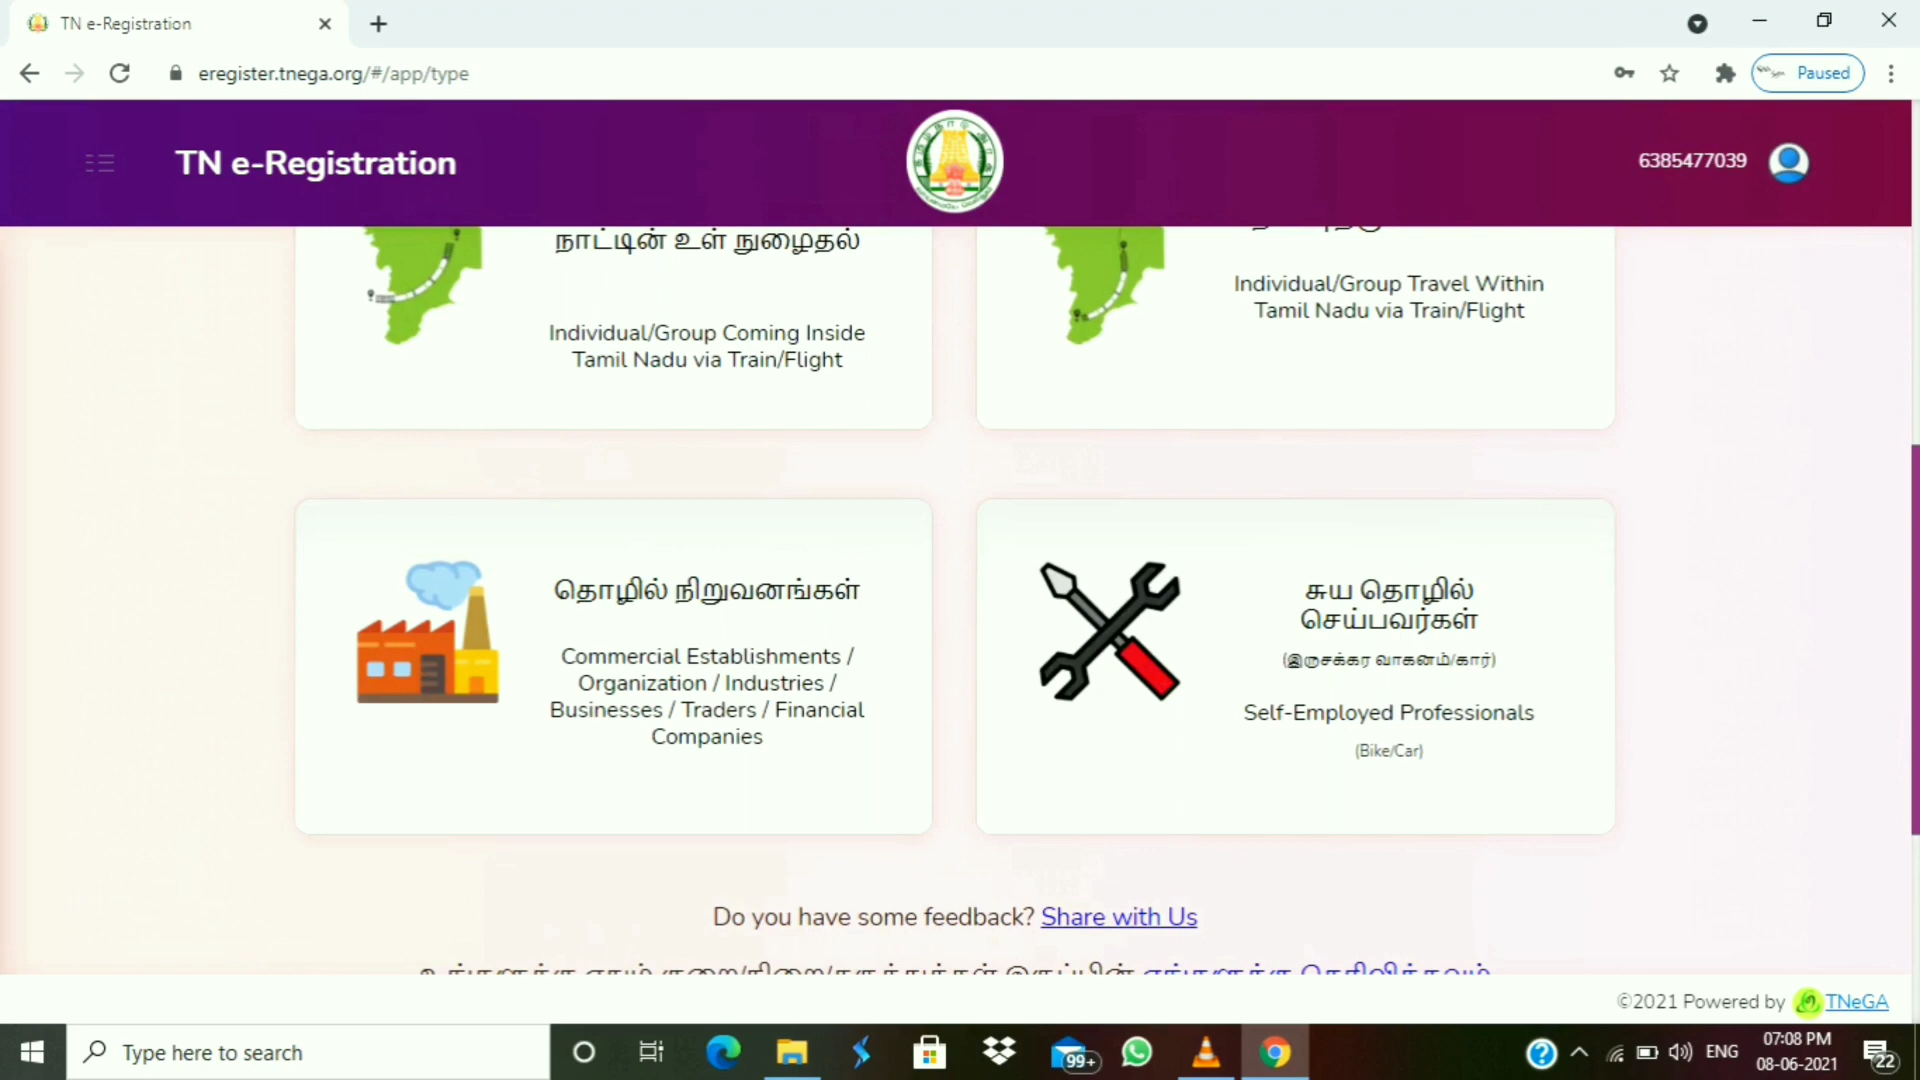 TN e-Registration
eregister.tnega.org/#/app/type
Paused
TN e-Registration
6385477039
நாட்டின் உள் நுழைதல்
Individual/Group Coming Inside
Tamil Nadu via Train/Flight
Individual/Group Travel Within
Tamil Nadu via Train/Flight
தொழில் நிறுவனங்கள்
Commercial Establishments /
Organization / Industries /
Businesses / Traders / Financial
Companies
சுய தொழில்
செய்பவர்கள்
(இருசக்கர வாகனம்/கார்)
Self-Employed Professionals
(Bike/Car)
Do you have some feedback? Share with Us
©2021 Powered by TNeGA
Type here to search
99+
ENG
07:08 PM
08-06-2021
22